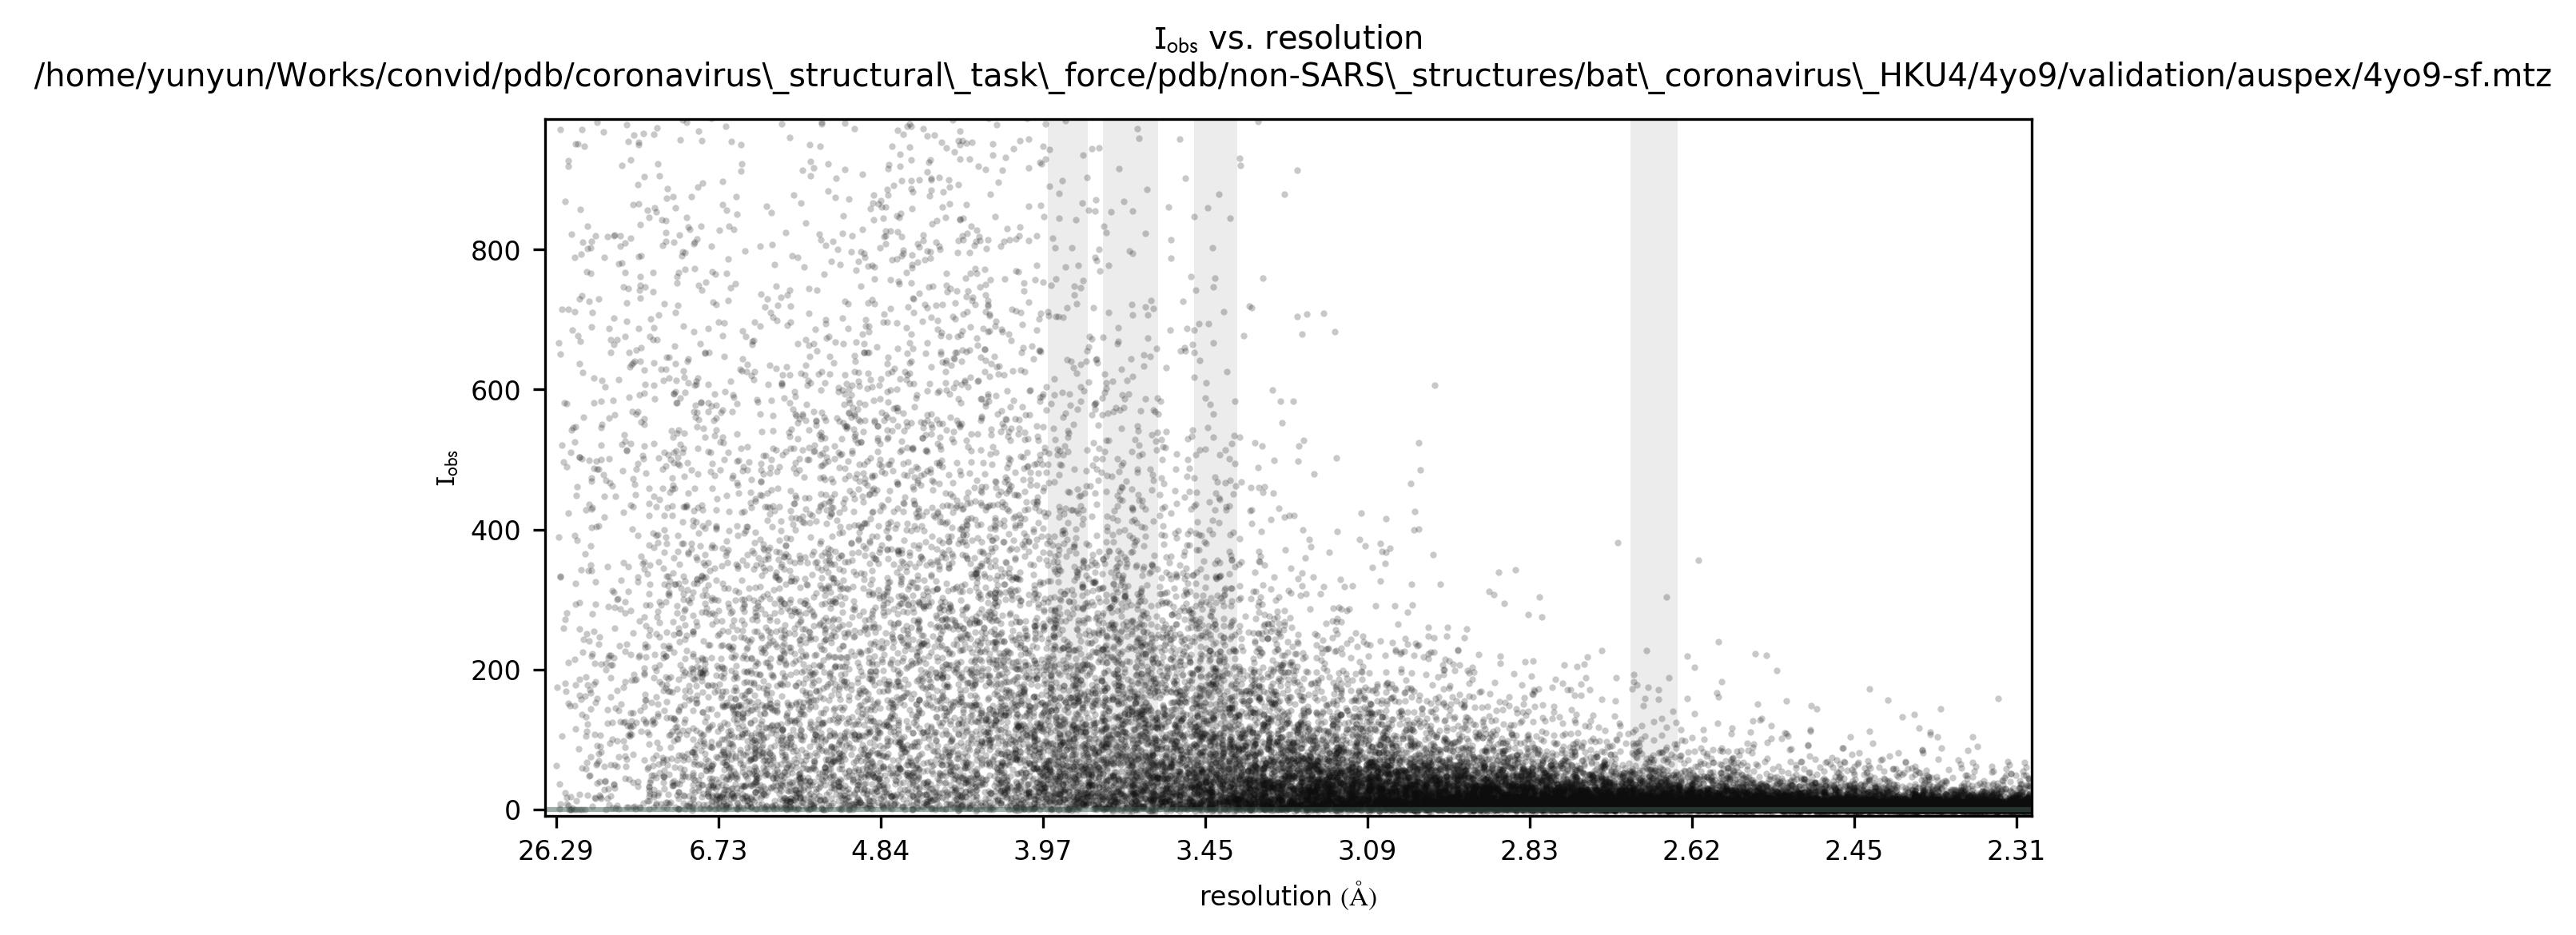 I_obs vs. resolution
/home/yunyun/Works/convid/pdb/coronavirus\_structural\_task\_force/pdb/non-SARS\_structures/bat\_coronavirus\_HKU4/4yo9/validation/auspex/4yo9-sf.mtz
800
600
I_obs
400
200
0
26.29 6.73 4.84 3.97 3.45 3.09 2.83 2.62 2.45 2.31
resolution (Å)